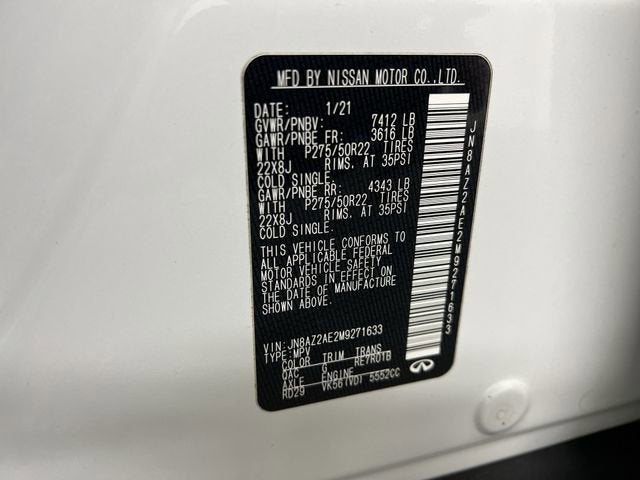 MFD BY NISSAN MOTOR CO.,LTD.
DATE: 1/21
GVWR/PNBV: 7412 LB
GAWR/PNBE FR: 3616 LB
WITH P275/50R22 TIRES
22X8J RIMS, AT 35PSI
COLD SINGLE.
GAWR/PNBE RR: 4343 LB
WITH P275/50R22 TIRES
22X8J RIMS, AT 35PSI
COLD SINGLE.
THIS VEHICLE CONFORMS TO
ALL APPLICABLE FEDERAL
MOTOR VEHICLE SAFETY
STANDARDS IN EFFECT ON
THE DATE OF MANUFACTURE
SHOWN ABOVE.
VIN:JN8AZ2AE2M9271633
TYPE:MPV
COLOR TRIM TRANS
QAC G RE7R01B
AXLE ENGINE
RD29 VK56(VD) 5552CC
JN8AZ2AE2M9271633